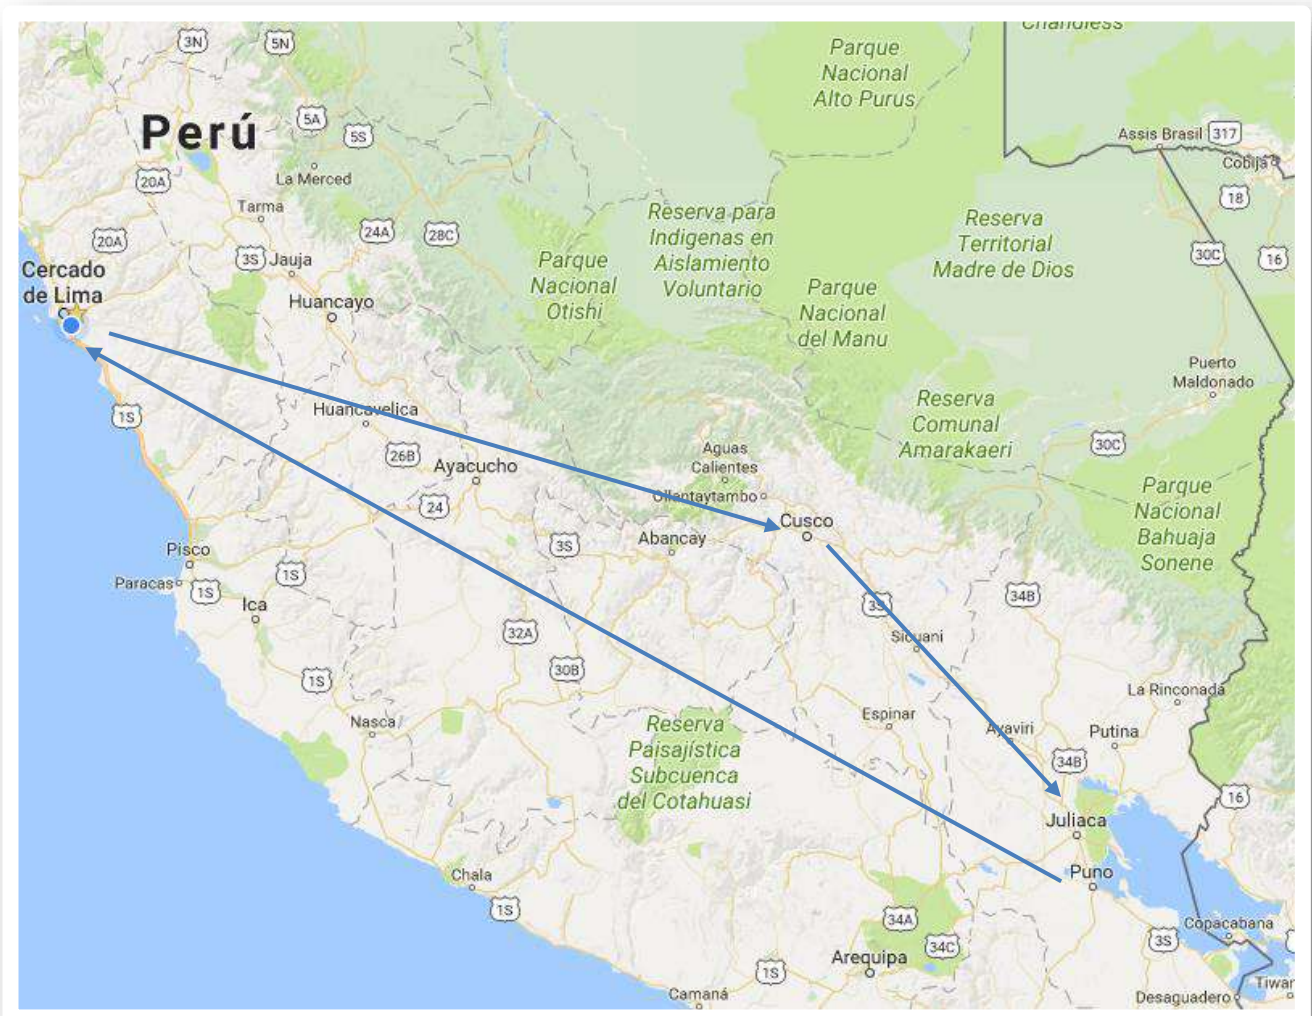 Chandless
3N
5N
Parque
Nacional
Alto Purus
Perú
5A
5S
Assis Brasil
317
Cobija
La Merced
20A
18
Tarma
Reserva para
Indigenas en
Aislamiento
Voluntario
Reserva
Territorial
Madre de Dios
24A
28C
20A
30C
16
3S
Jauja
Parque
Nacional
Otishi
Cercado
de Lima
Parque
Nacional
del Manu
Huancayo
Puerto
Maldonado
1S
Huancavelica
Reserva
Comunal
Amarakaeri
30C
26B
Ayacucho
Aguas
Calientes
Ollantaytambo
24
Parque
Nacional
Bahuaja
Sonene
Cusco
Pisco
3S
Abancay
Paracas
1S
1S
Ica
3S
34B
32A
Sicuani
30B
1S
La Rinconada
Nasca
Reserva
Paisajística
Subcuenca
del Cotahuasi
Espinar
Ayaviri
Putina
34B
16
Juliaca
Chala
Puno
1S
34A
34C
3S
Copacabana
Arequipa
1S
Camaná
Desaguadero
Tiwar